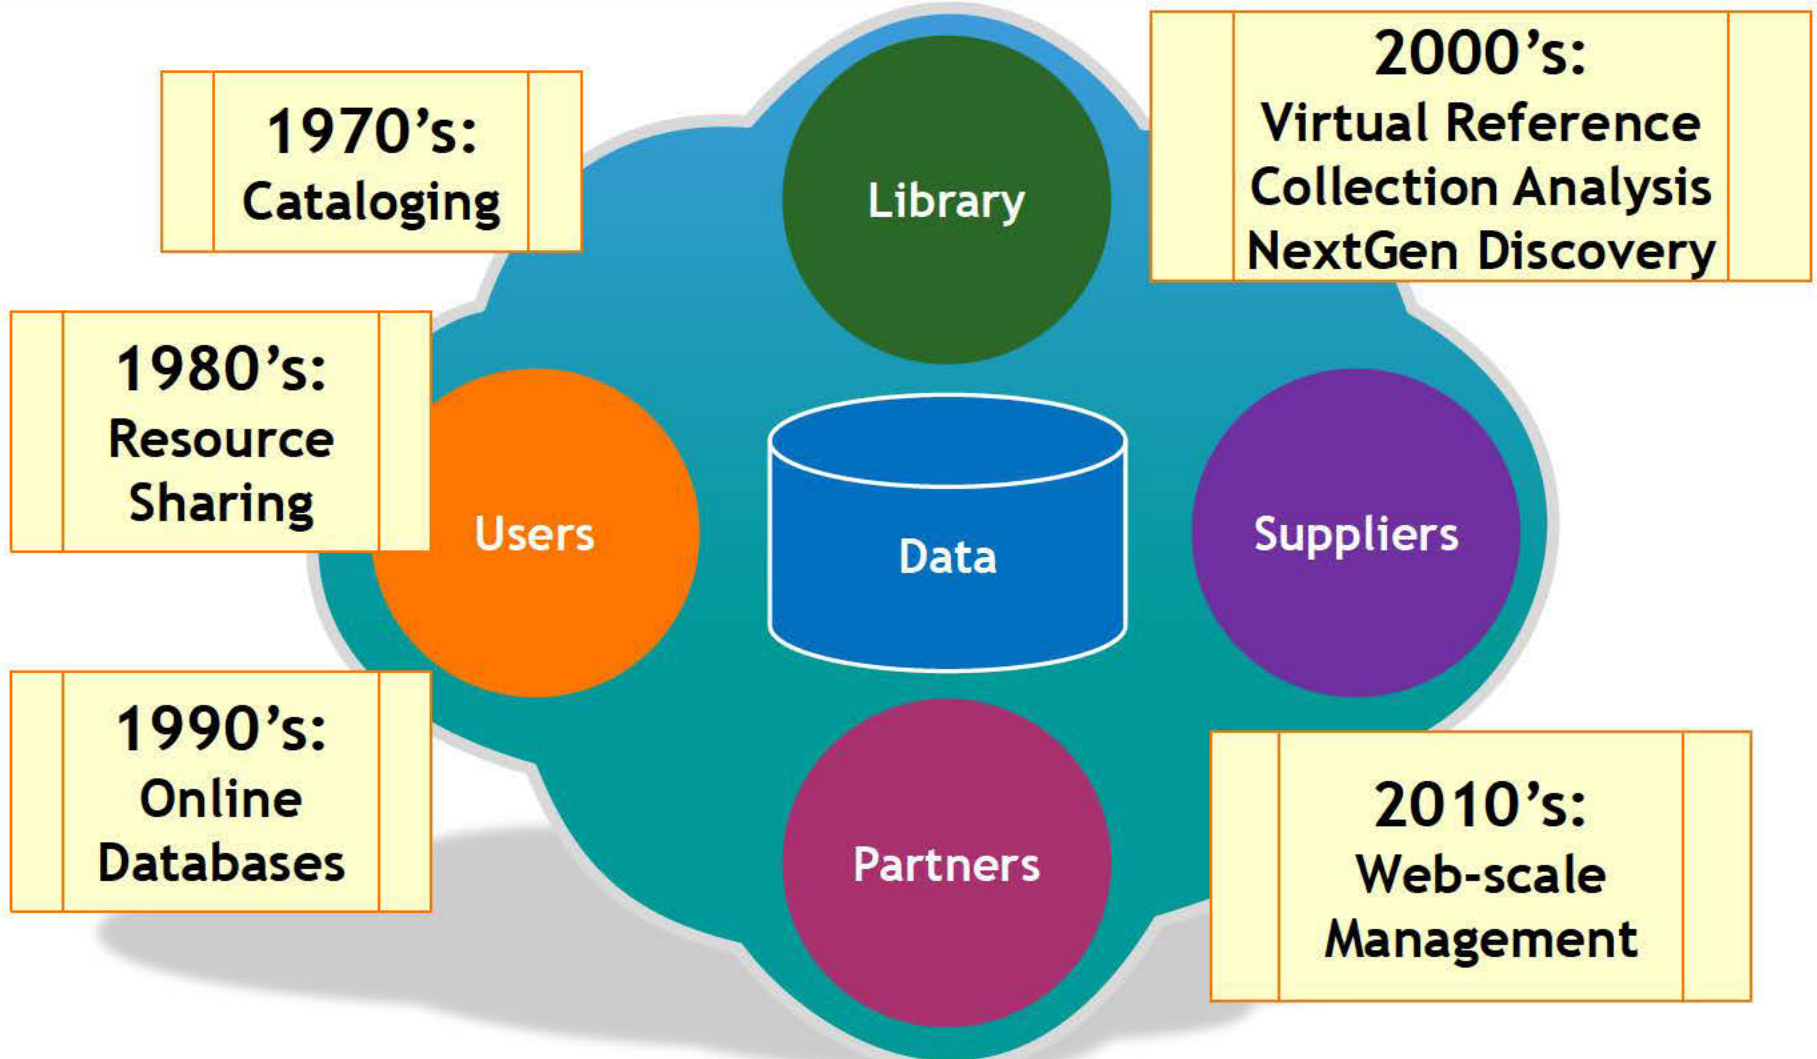 1970’s:
Cataloging
1980’s:
Resource
Sharing
1990’s:
Online
Databases
2000’s:
Virtual Reference
Collection Analysis
NextGen Discovery
2010’s:
Web-scale
Management
Library
Users
Data
Suppliers
Partners